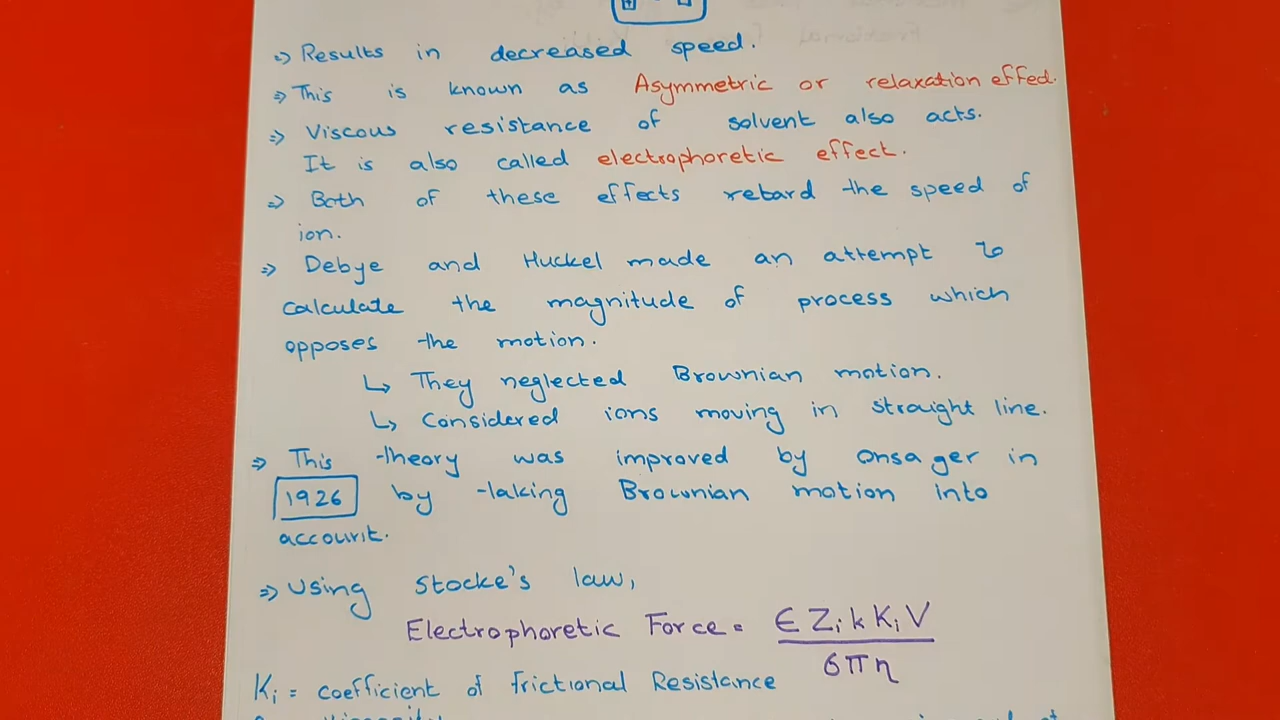 => Results in decreased speed.
=> This is known as Asymmetric or relaxation effect.
=> Viscous resistance of solvent also acts.
It is also called electrophoretic effect.
=> Both of these effects retard the speed of
ion.
=> Debye and Huckel made an attempt to
calculate the magnitude of process which
opposes the motion.
↳ They neglected Brownian motion.
↳ Considered ions moving in straight line.
=> This theory was improved by onsager in
1926 by taking Brownian motion into
account.
=> Using Stocke's law,
Electrophoretic Force = ϵ Zᵢ k Kᵢ V / 6πη
Kᵢ = coefficient of frictional Resistance